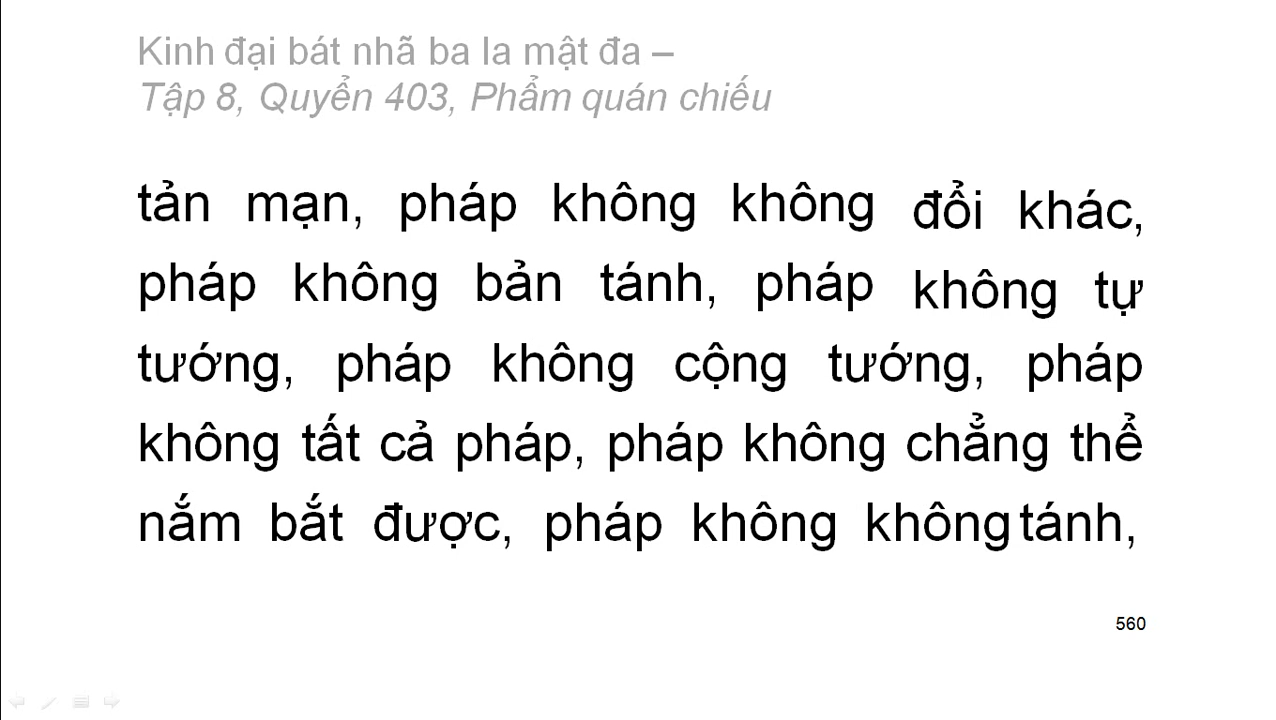 Kinh đại bát nhã ba la mật đa –
Tập 8, Quyển 403, Phẩm quán chiếu
tản mạn, pháp không không đổi khác,
pháp không bản tánh, pháp không tự
tướng, pháp không cộng tướng, pháp
không tất cả pháp, pháp không chẳng thể
nắm bắt được, pháp không không tánh,
560